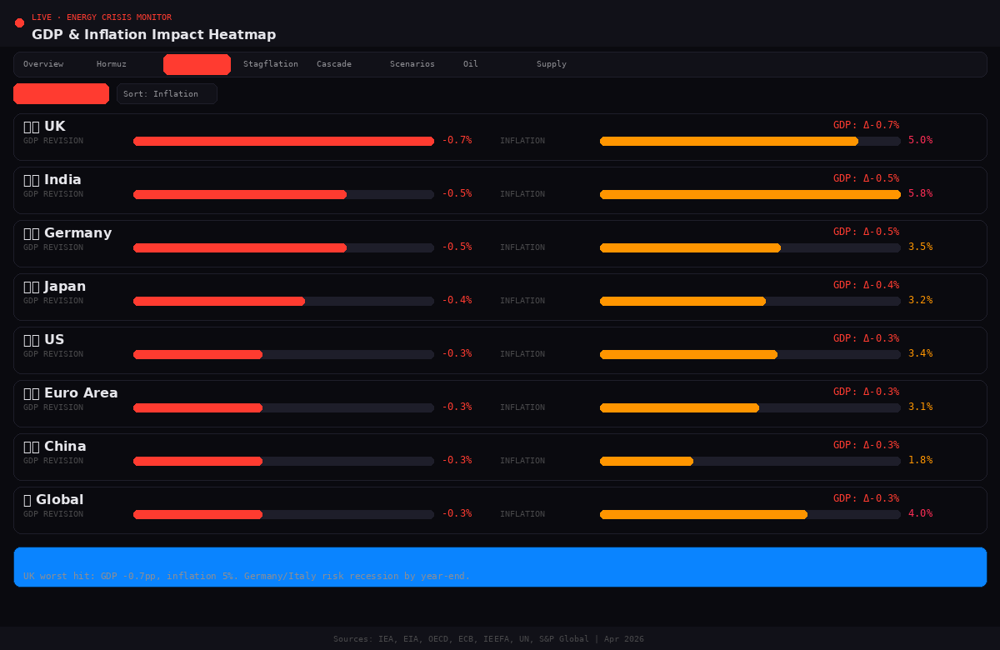 LIVE · ENERGY CRISIS MONITOR
GDP & Inflation Impact Heatmap
Overview Hormuz Stagflation Cascade Scenarios Oil Supply
Sort: Inflation
UK GDP: Δ-0.7%
GDP REVISION -0.7% INFLATION 5.0%
India GDP: Δ-0.5%
GDP REVISION -0.5% INFLATION 5.8%
Germany GDP: Δ-0.5%
GDP REVISION -0.5% INFLATION 3.5%
Japan GDP: Δ-0.4%
GDP REVISION -0.4% INFLATION 3.2%
US GDP: Δ-0.3%
GDP REVISION -0.3% INFLATION 3.4%
Euro Area GDP: Δ-0.3%
GDP REVISION -0.3% INFLATION 3.1%
China GDP: Δ-0.3%
GDP REVISION -0.3% INFLATION 1.8%
Global GDP: Δ-0.3%
GDP REVISION -0.3% INFLATION 4.0%
UK worst hit: GDP -0.7pp, inflation 5%. Germany/Italy risk recession by year-end.
Sources: IEA, EIA, OECD, ECB, IEEFA, UN, S&P Global | Apr 2026